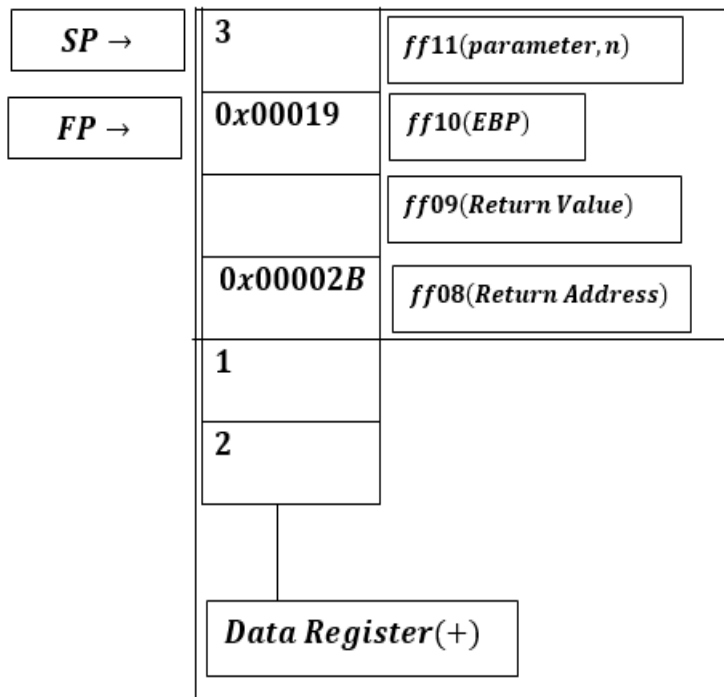 SP → 3 ff11(parameter, n)
FP → 0x00019 ff10(EBP)
ff09(Return Value)
0x00002B ff08(Return Address)
1
2
Data Register(+)